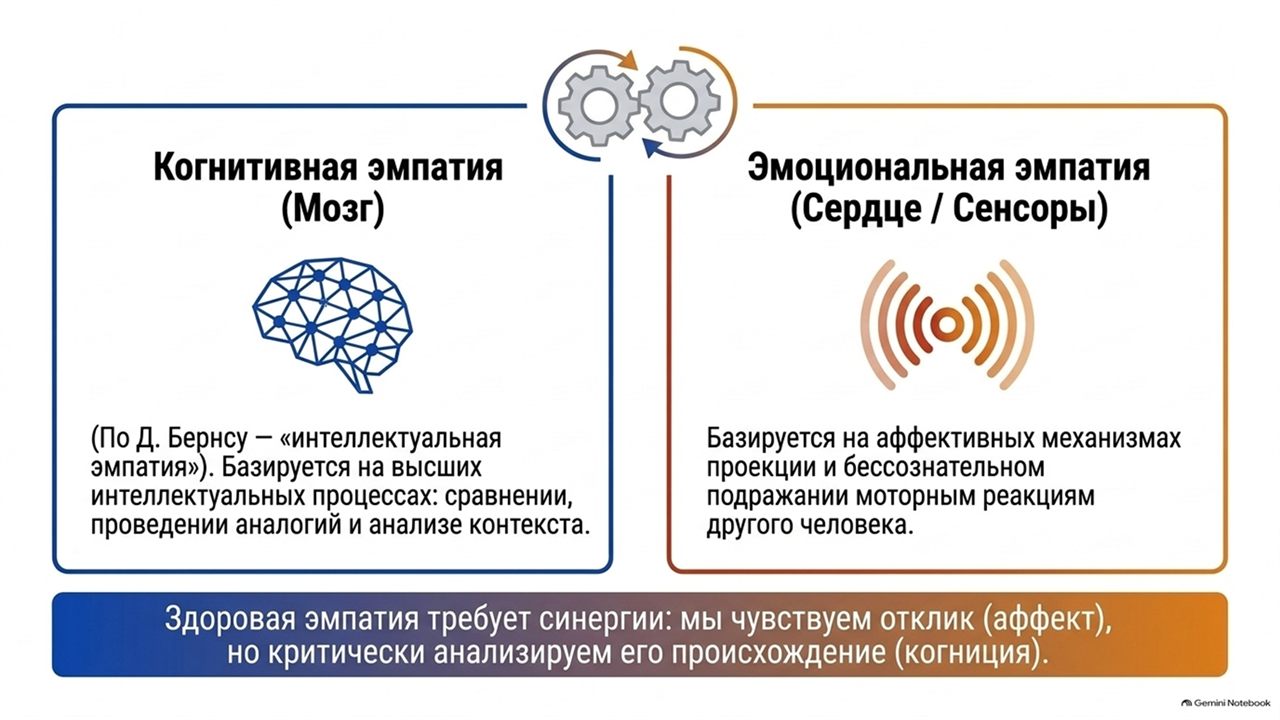 Когнитивная эмпатия
(Мозг)
(По Д. Бернсу — «интеллектуальная
эмпатия»). Базируется на высших
интеллектуальных процессах: сравнении,
проведении аналогий и анализе контекста.
Эмоциональная эмпатия
(Сердце / Сенсоры)
Базируется на аффективных механизмах
проекции и бессознательном
подражании моторным реакциям
другого человека.
Здоровая эмпатия требует синергии: мы чувствуем отклик (аффект),
но критически анализируем его происхождение (когниция).
Gemini Notebook